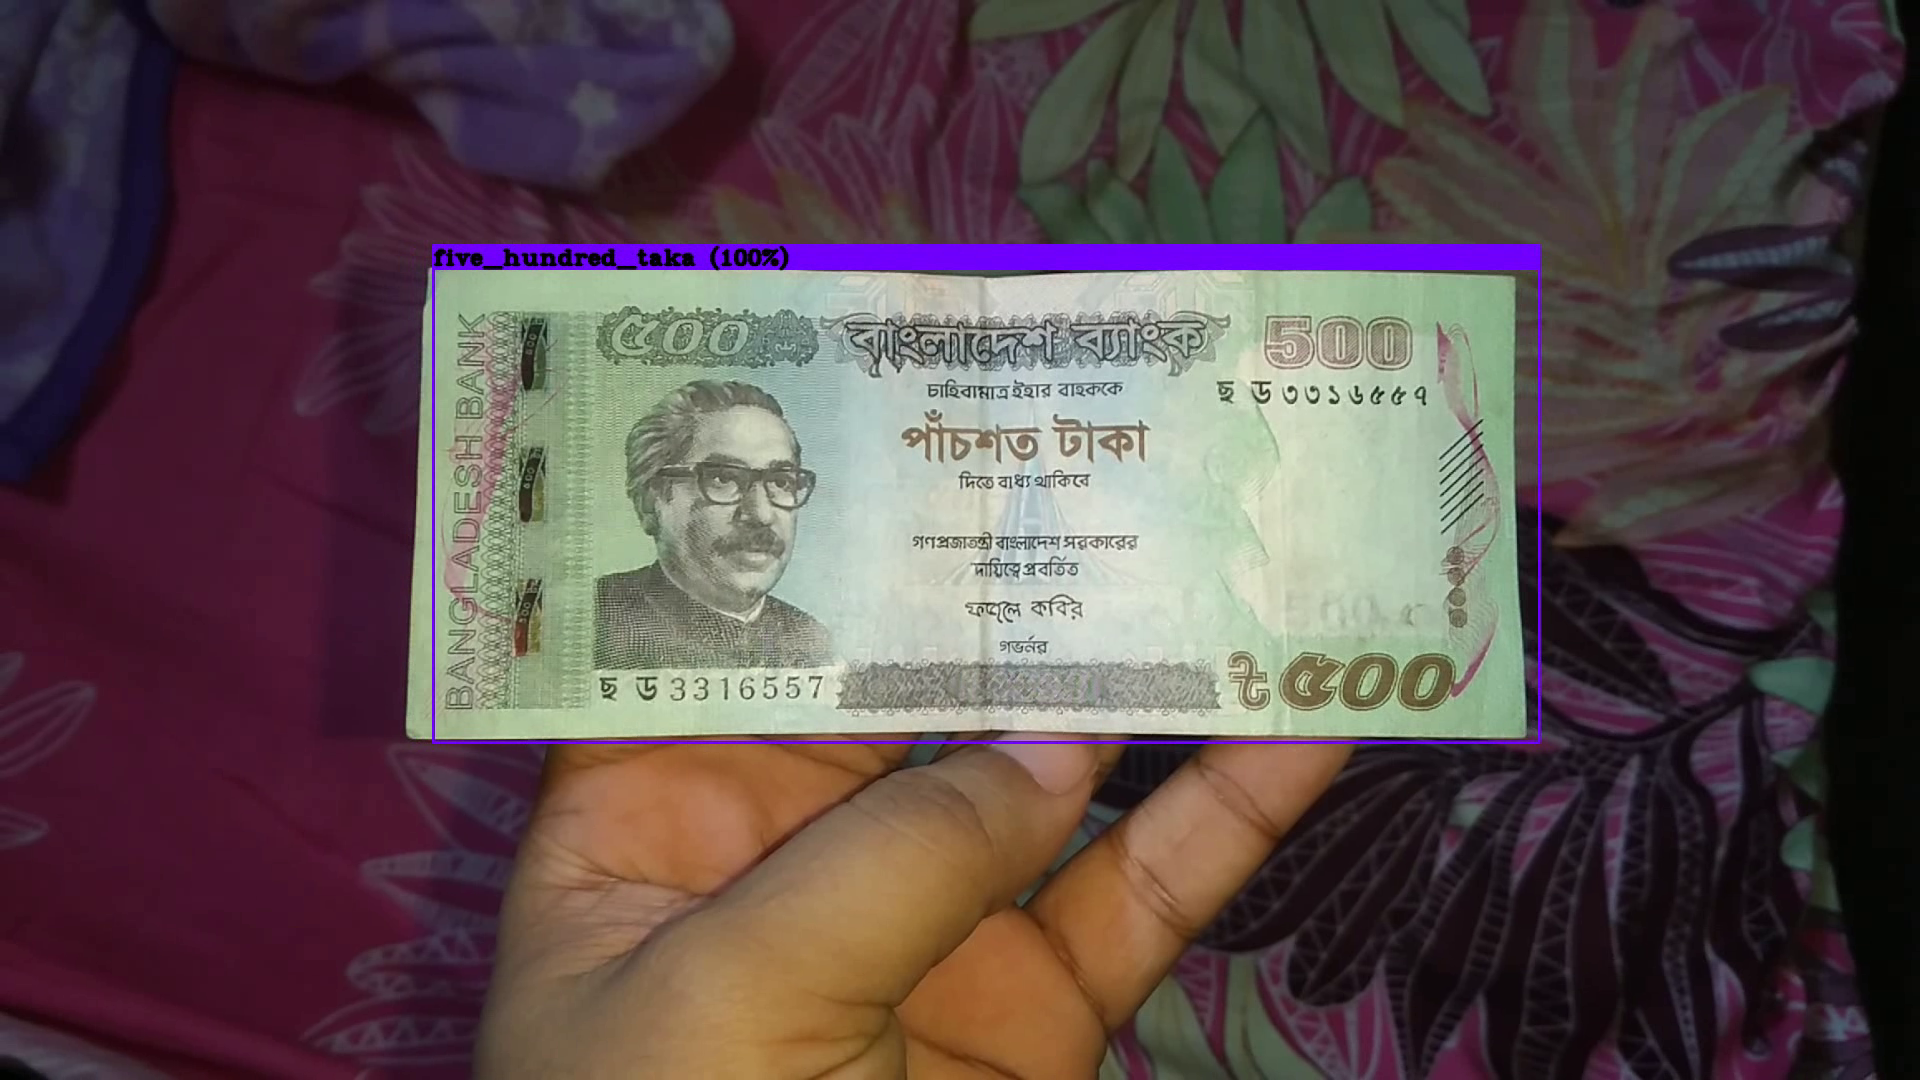 five_hundred_taka (100%)
BANGLADESH BANK
৫০০
বাংলাদেশ ব্যাংক
500
চাহিবামাত্র ইহার বাহককে
ছ ড ৩৩১৬৫৫৭
পাঁচশত টাকা
দিতে বাধ্য থাকিবে
গণপ্রজাতন্ত্রী বাংলাদেশ সরকারের
দায়িত্বে প্রবর্তিত
ফজলে কবির
গভর্নর
ছ ড 3316557
৳৫০০